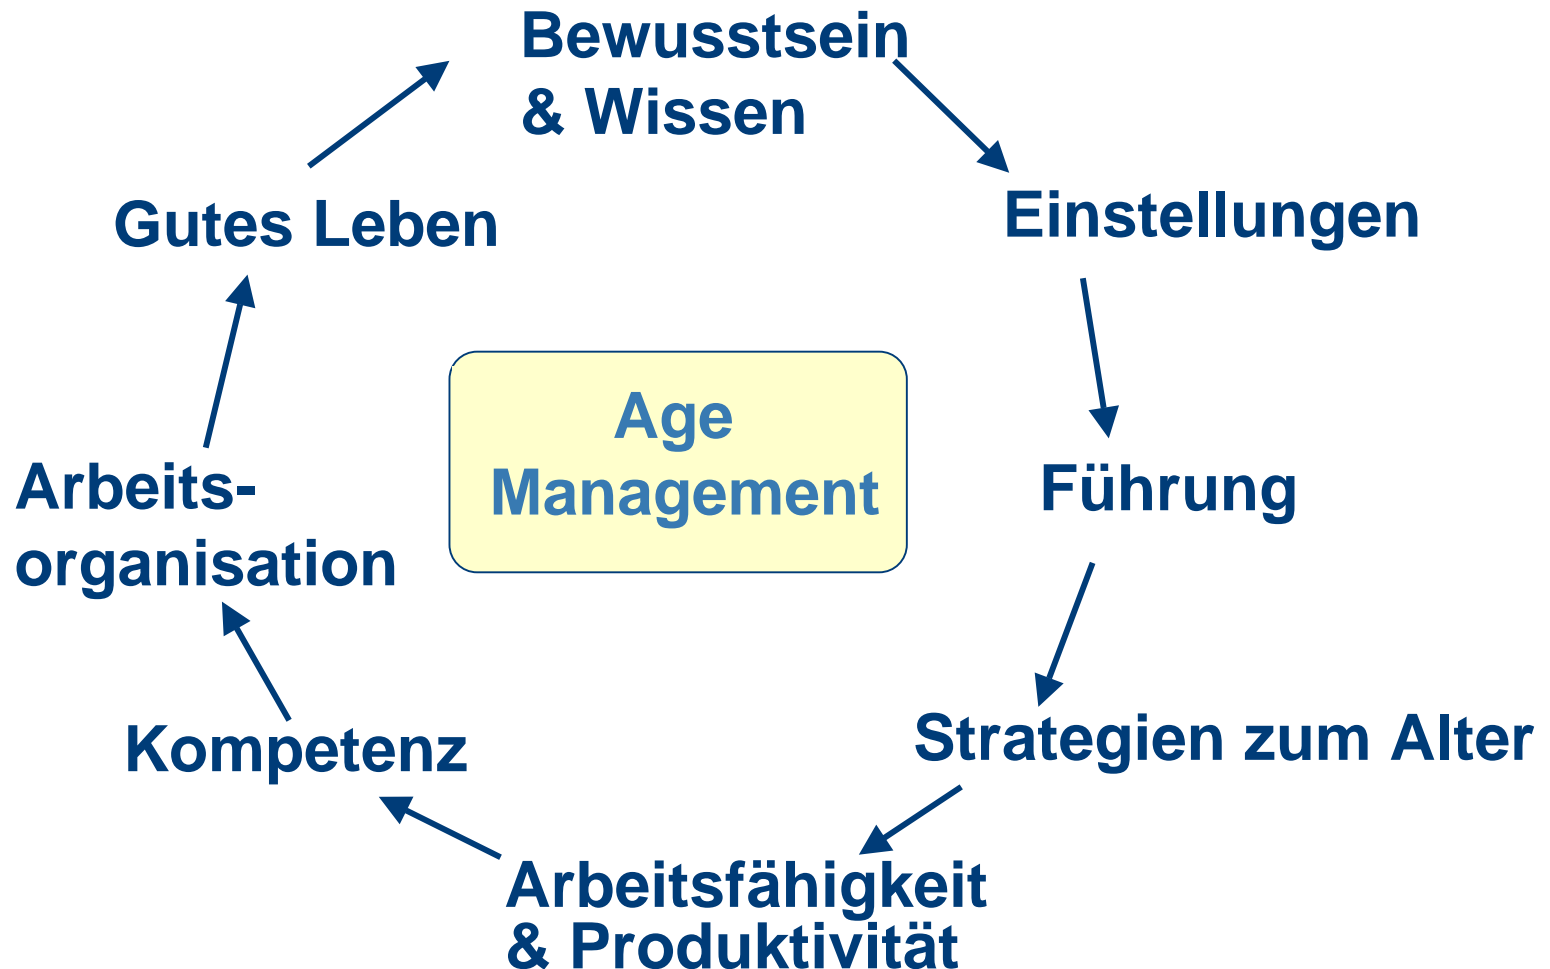 Bewusstsein
& Wissen
Einstellungen
Führung
Strategien zum Alter
Arbeitsfähigkeit
& Produktivität
Kompetenz
Arbeits-
organisation
Gutes Leben
Age
Management